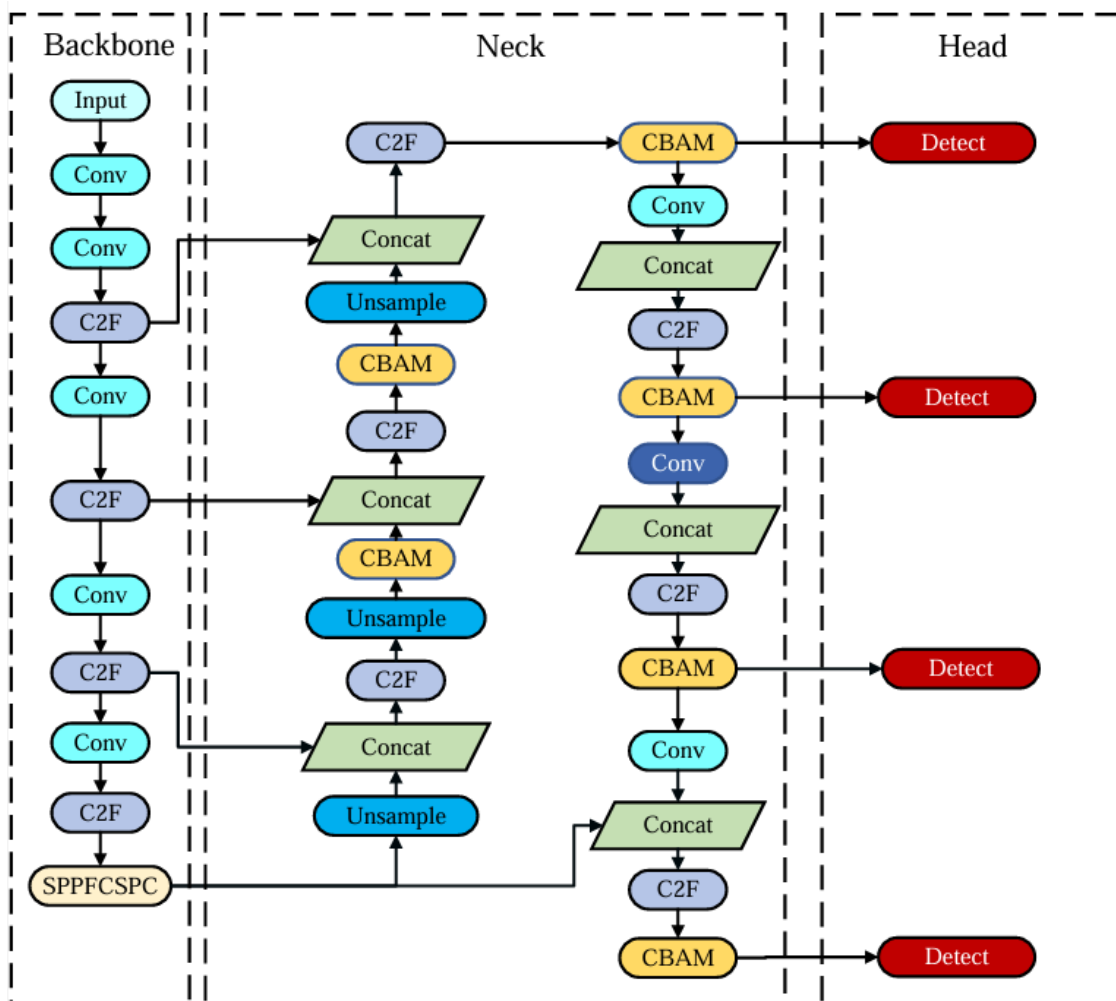 Backbone
Neck
Head
Input
Conv
Conv
C2F
Conv
C2F
Conv
C2F
Conv
C2F
SPPFCSPC
C2F
Concat
Unsample
CBAM
C2F
Concat
CBAM
Unsample
C2F
Concat
Unsample
CBAM
Conv
Concat
C2F
CBAM
Conv
Concat
C2F
CBAM
Conv
Concat
C2F
CBAM
Detect
Detect
Detect
Detect